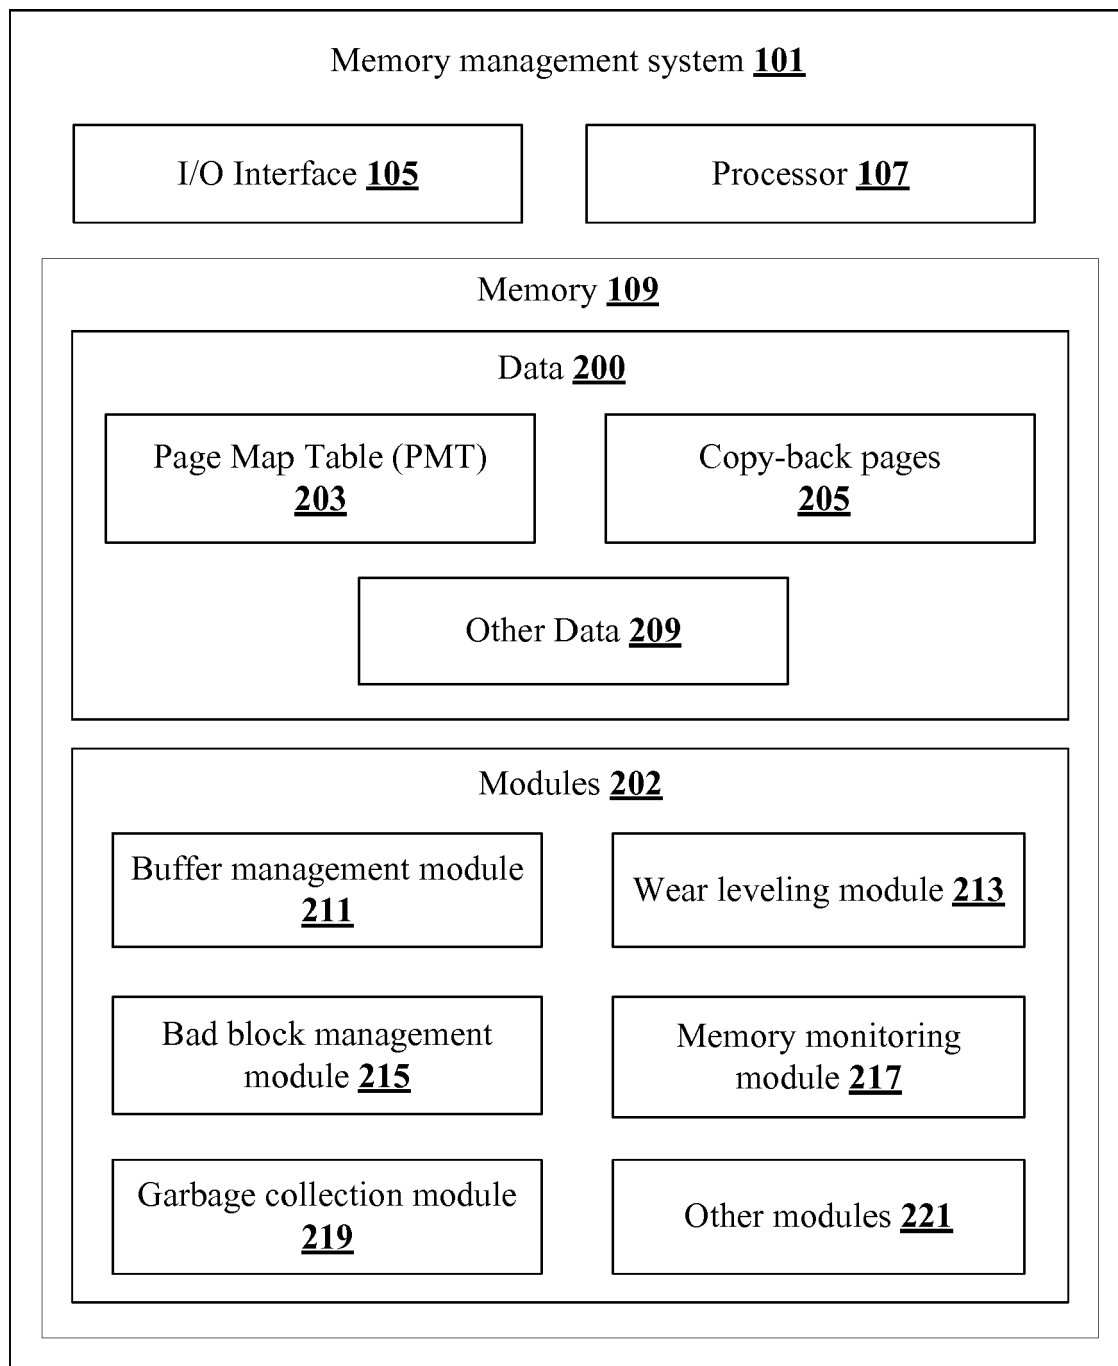 Memory management system 101
I/O Interface 105
Processor 107
Memory 109
Data 200
Page Map Table (PMT)
203
Copy-back pages
205
Other Data 209
Modules 202
Buffer management module
211
Wear leveling module 213
Bad block management
module 215
Memory monitoring
module 217
Garbage collection module
219
Other modules 221